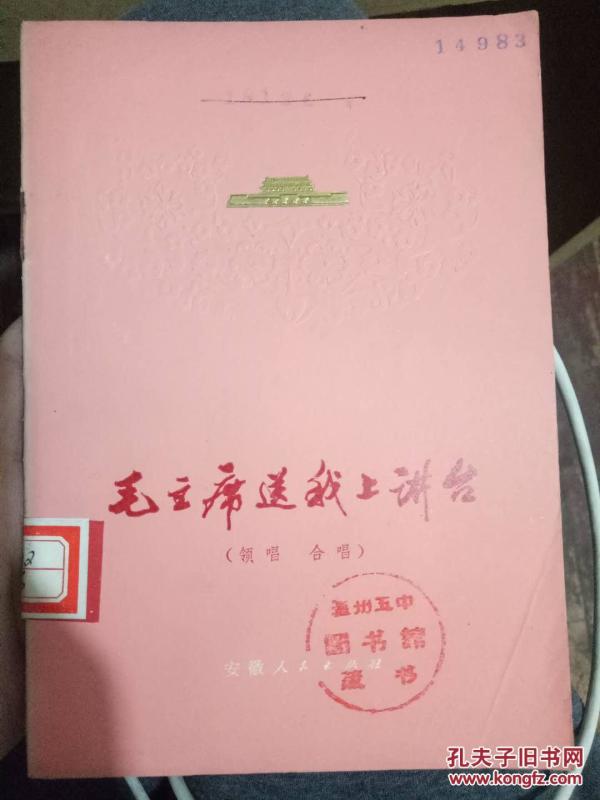 14983
毛主席送我上讲台
(领唱 合唱)
温州五中
图书馆
藏书
安徽人民出版社
2
孔夫子旧书网
www.kongfz.com